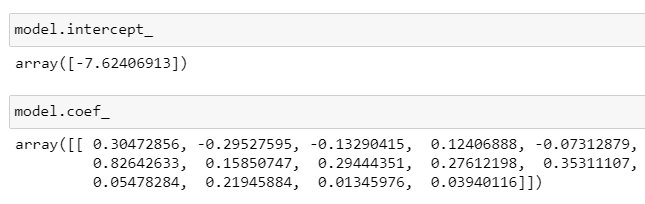 model.intercept_
array([-7.62406913])
model.coef_
array([[ 0.30472856, -0.29527595, -0.13290415,  0.12406888, -0.07312879,
0.82642633,  0.15850747,  0.29444351,  0.27612198,  0.35311107,
0.05478284,  0.21945884,  0.01345976,  0.03940116]])